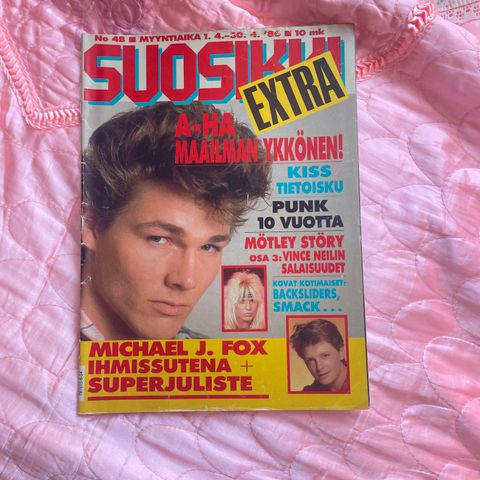 No 4B ■ MYYNTIAIKA 1. 4.–30. 4. '86 ■ 10 mk
SUOSIKKI
EXTRA
A-HA
MAAILMAN YKKÖNEN!
KISS
TIETOISKU
PUNK
10 VUOTTA
MÖTLEY STÖRY
OSA 3: VINCE NEILIN
SALAISUUDET
KOVAT KOTIMAISET:
BACKSLIDERS,
SMACK...
MICHAEL J. FOX
IHMISSUTENA +
SUPERJULISTE